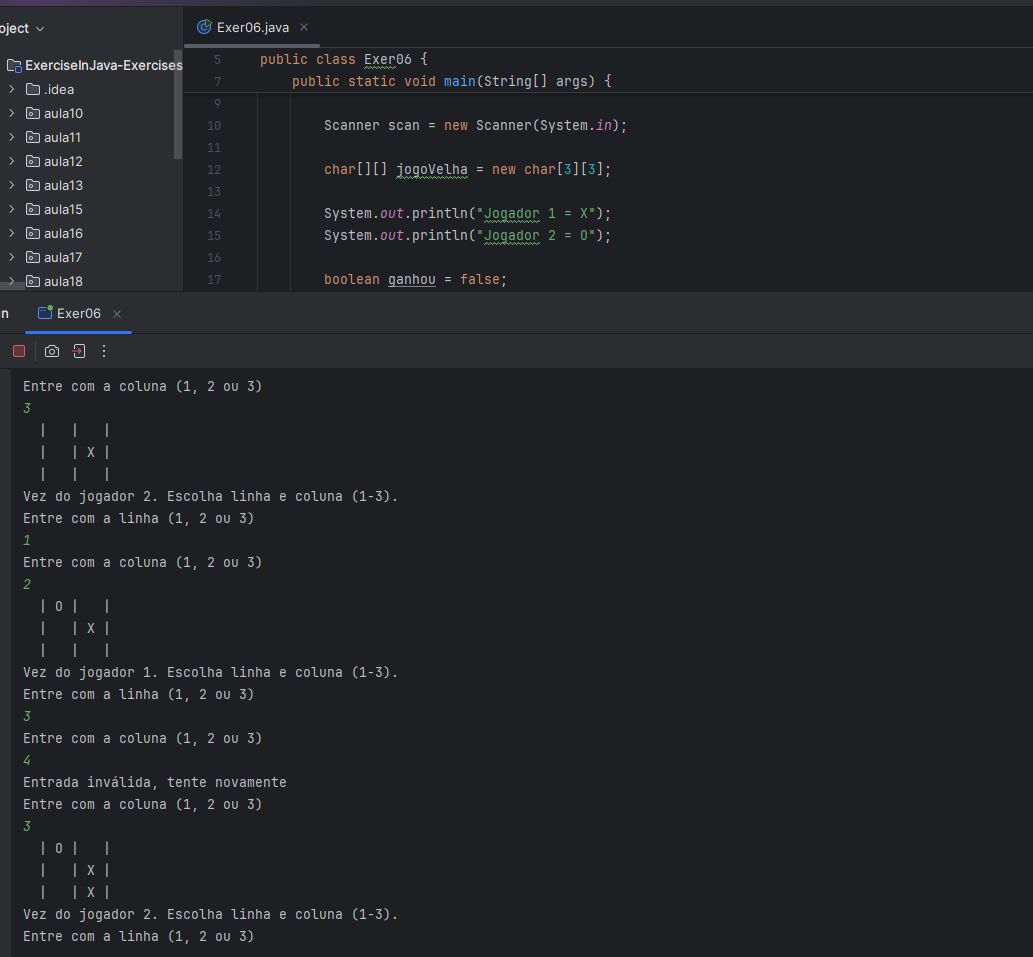 oject
Exer06.java
ExerciseInJava-Exercises
.idea
aula10
aula11
aula12
aula13
aula15
aula16
aula17
aula18
5 public class Exer06 {
7 public static void main(String[] args) {
9
10 Scanner scan = new Scanner(System.in);
11
12 char[][] jogoVelha = new char[3][3];
13
14 System.out.println("Jogador 1 = X");
15 System.out.println("Jogador 2 = O");
16
17 boolean ganhou = false;
n Exer06
Entre com a coluna (1, 2 ou 3)
3
|   |   |
|   | X |
|   |   |
Vez do jogador 2. Escolha linha e coluna (1-3).
Entre com a linha (1, 2 ou 3)
1
Entre com a coluna (1, 2 ou 3)
2
| O |   |
|   | X |
|   |   |
Vez do jogador 1. Escolha linha e coluna (1-3).
Entre com a linha (1, 2 ou 3)
3
Entre com a coluna (1, 2 ou 3)
4
Entrada inválida, tente novamente
Entre com a coluna (1, 2 ou 3)
3
| O |   |
|   | X |
|   | X |
Vez do jogador 2. Escolha linha e coluna (1-3).
Entre com a linha (1, 2 ou 3)